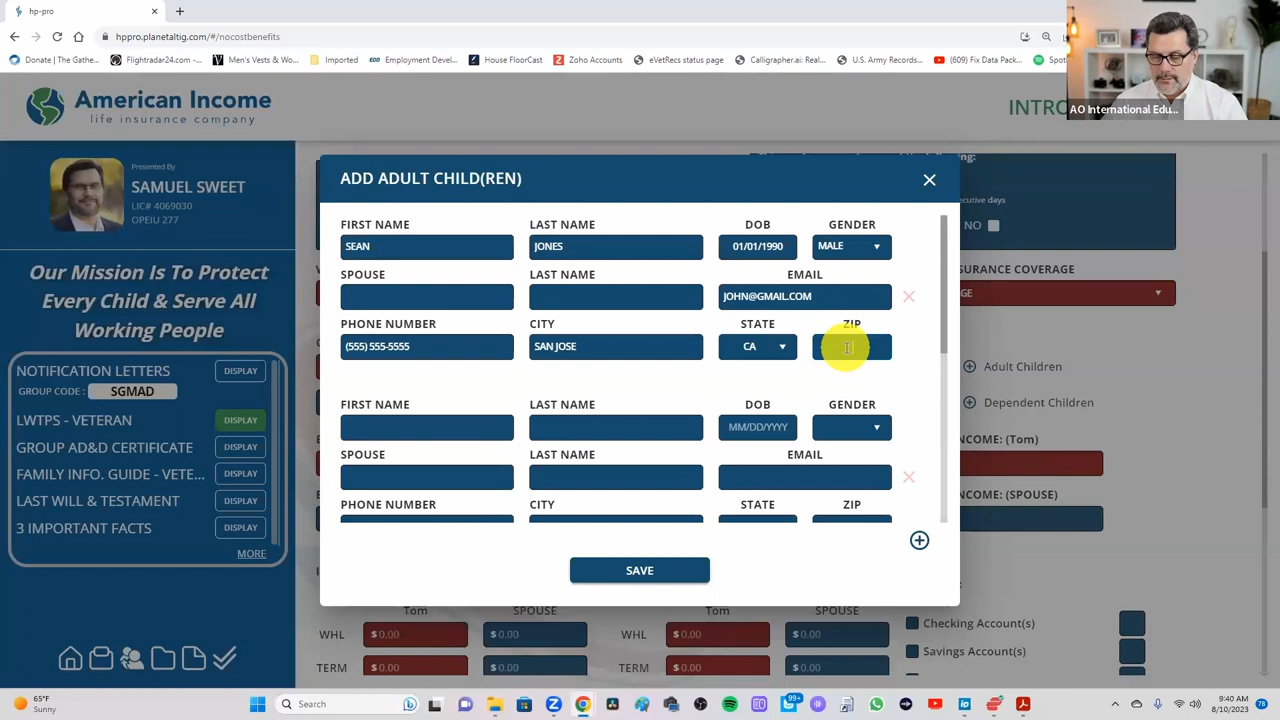 hp-pro
hppro.planetaltig.com/#/nocostbenefits
Donate | The Gathe...
Flightradar24.com -...
Men's Vests & Wo...
Imported
EDD Employment Devel...
House FloorCast
Zoho Accounts
eVetRecs status page
Calligrapher.ai: Real...
U.S. Army Records...
(609) Fix Data Pack...
Spot
AO International Edu...
American Income
life insurance company
INTRO
Presented By
SAMUEL SWEET
LIC# 4069030
OPEIU 277
Our Mission Is To Protect
Every Child & Serve All
Working People
NOTIFICATION LETTERS DISPLAY
GROUP CODE : SGMAD
LWTPS - VETERAN DISPLAY
GROUP AD&D CERTIFICATE DISPLAY
FAMILY INFO. GUIDE - VETE... DISPLAY
LAST WILL & TESTAMENT DISPLAY
3 IMPORTANT FACTS DISPLAY
MORE
ADD ADULT CHILD(REN)
FIRST NAME LAST NAME DOB GENDER
SEAN JONES 01/01/1990 MALE
SPOUSE LAST NAME EMAIL
JOHN@GMAIL.COM
PHONE NUMBER CITY STATE ZIP
(555) 555-5555 SAN JOSE CA
FIRST NAME LAST NAME DOB GENDER
MM/DD/YYYY
SPOUSE LAST NAME EMAIL
PHONE NUMBER CITY STATE ZIP
SAVE
ecutive days
NO
SURANCE COVERAGE
GE
Adult Children
Dependent Children
INCOME: (Tom)
INCOME: (SPOUSE)
Tom SPOUSE Tom SPOUSE
WHL $ 0.00 $ 0.00 WHL $ 0.00 $ 0.00
TERM $ 0.00 $ 0.00 TERM $ 0.00 $ 0.00
Checking Account(s)
Savings Account(s)
65°F
Sunny
Search
99+
9:40 AM
8/10/2023
78